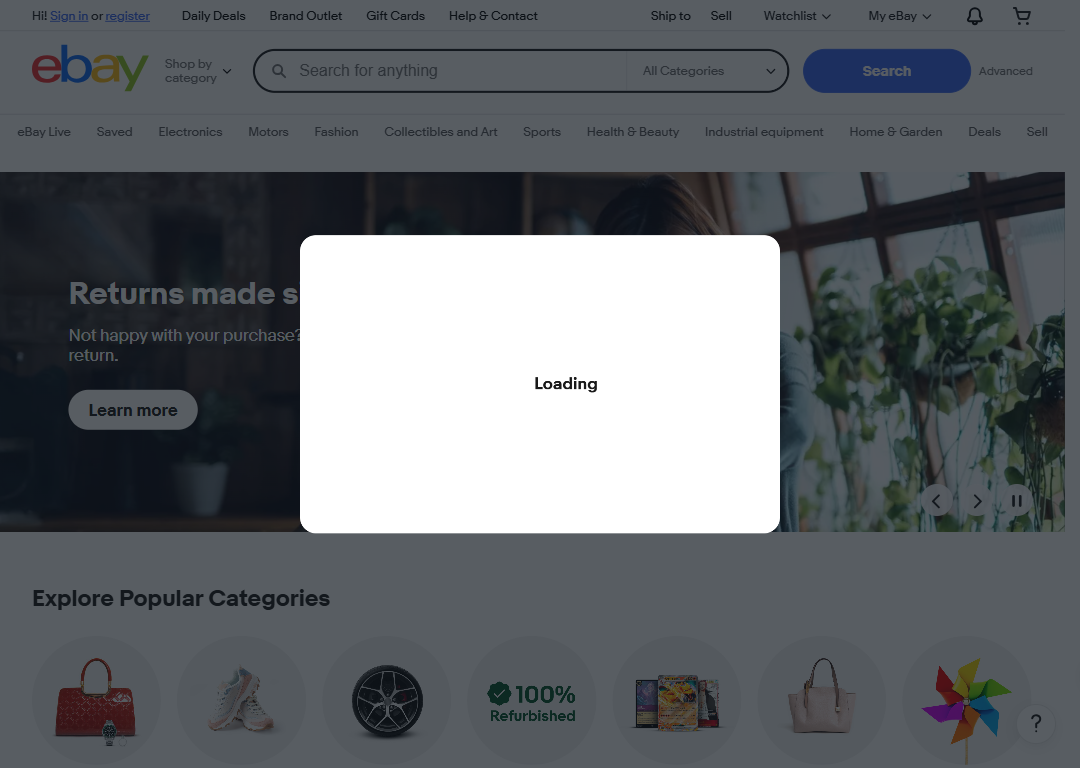 Hi! Sign in or register Daily Deals Brand Outlet Gift Cards Help & Contact Ship to Sell Watchlist My eBay
ebay Shop by category Search for anything All Categories Search Advanced
eBay Live Saved Electronics Motors Fashion Collectibles and Art Sports Health & Beauty Industrial equipment Home & Garden Deals Sell
Returns made s
Not happy with your purchase?
return.
Loading
Learn more
Explore Popular Categories
100%
Refurbished
?